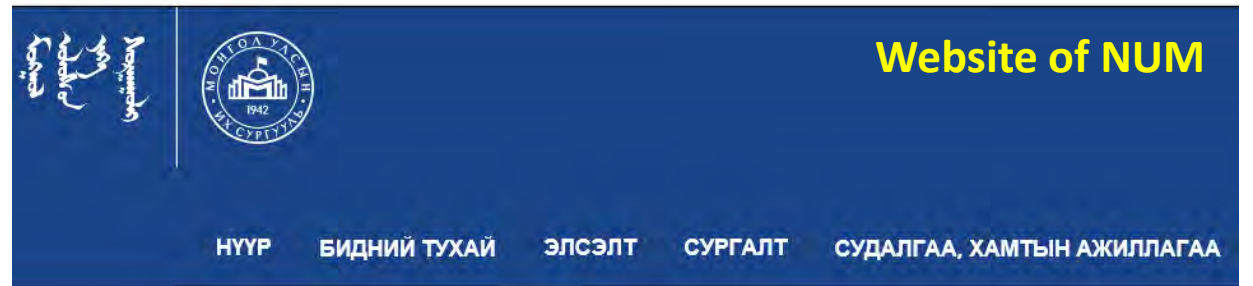 Website of NUM
МОНГОЛ УЛСЫН
1942
ИХ СУРГУУЛЬ
НҮҮР БИДНИЙ ТУХАЙ ЭЛСЭЛТ СУРГАЛТ СУДАЛГАА, ХАМТЫН АЖИЛЛАГАА